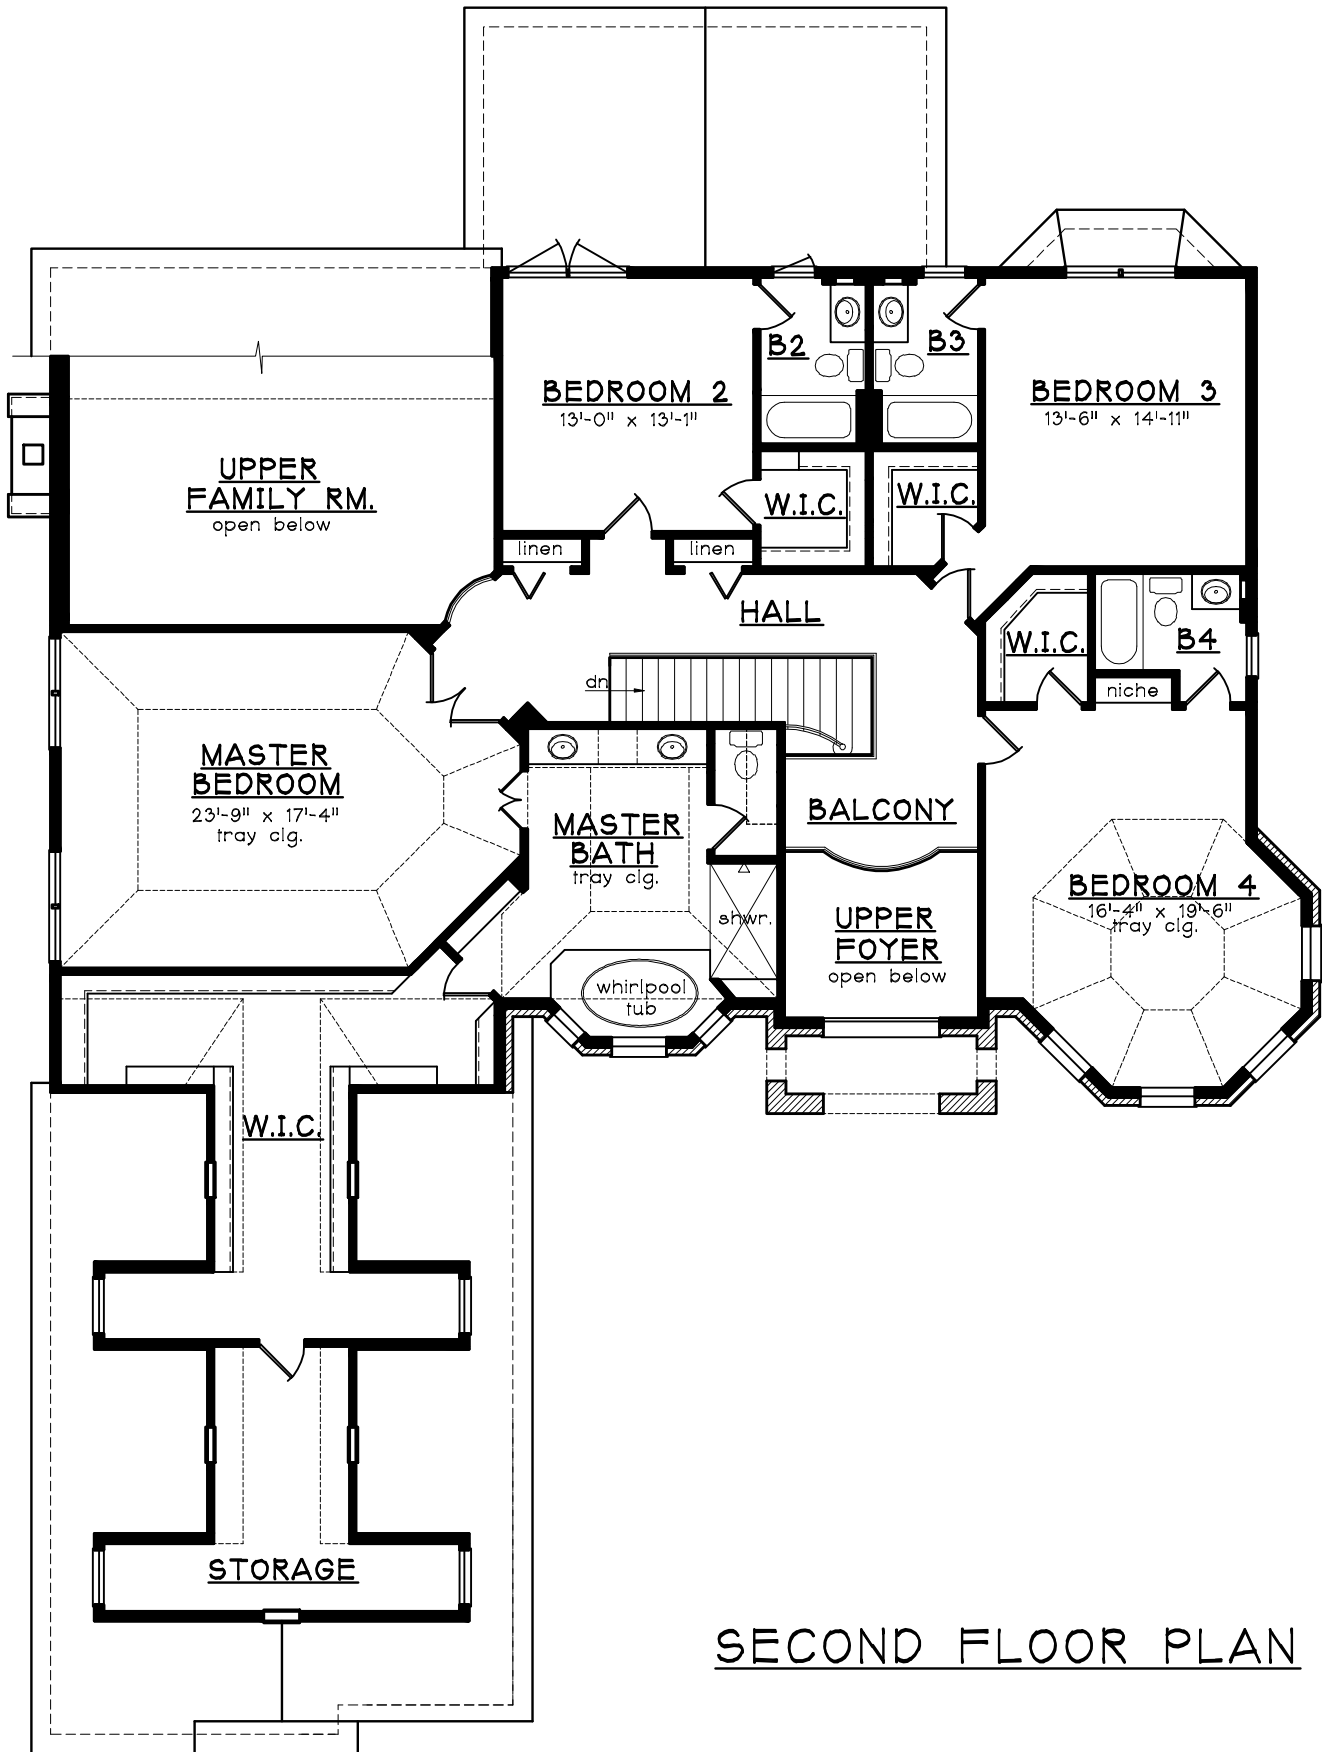 B2
B3
BEDROOM 2
13'-0" x 13'-1"
BEDROOM 3
13'-6" x 14'-11"
UPPER
FAMILY RM.
open below
W.I.C.
W.I.C.
linen
linen
HALL
W.I.C.
B4
dn
niche
MASTER
BEDROOM
23'-9" x 17'-4"
tray clg.
MASTER
BATH
tray clg.
BALCONY
BEDROOM 4
16'-4" x 19'-6"
tray clg.
shwr.
UPPER
FOYER
open below
whirlpool
tub
W.I.C.
STORAGE
SECOND FLOOR PLAN